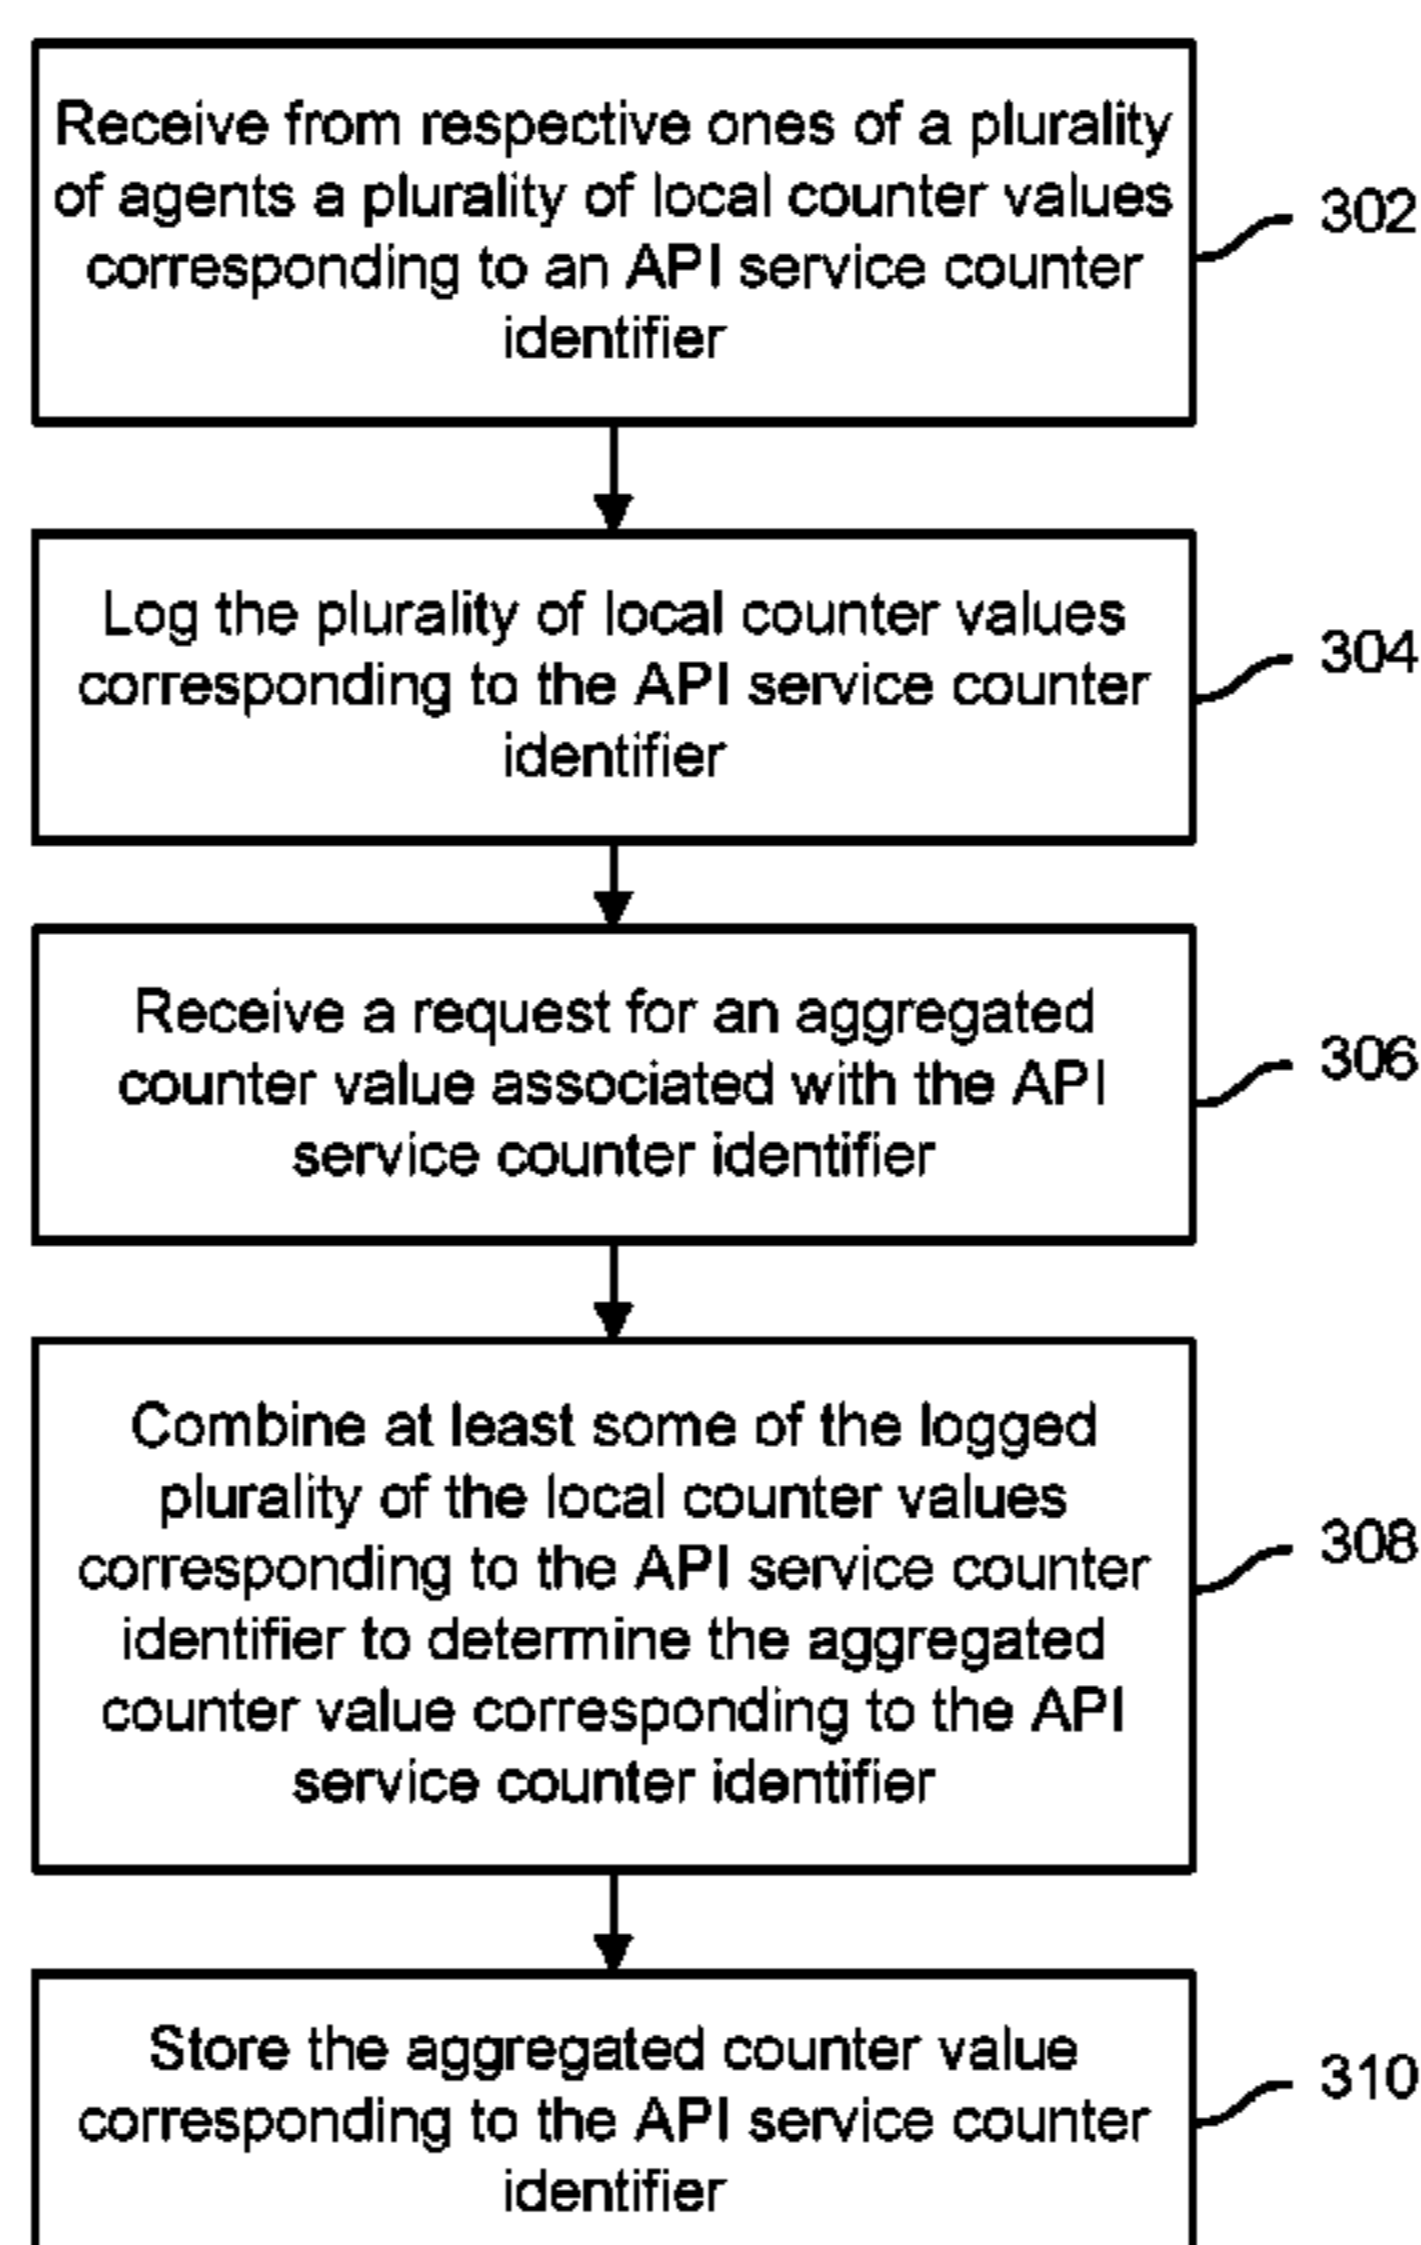 Receive from respective ones of a plurality
of agents a plurality of local counter values
corresponding to an API service counter
identifier
302
Log the plurality of local counter values
corresponding to the API service counter
identifier
304
Receive a request for an aggregated
counter value associated with the API
service counter identifier
306
Combine at least some of the logged
plurality of the local counter values
corresponding to the API service counter
identifier to determine the aggregated
counter value corresponding to the API
service counter identifier
308
Store the aggregated counter value
corresponding to the API service counter
identifier
310